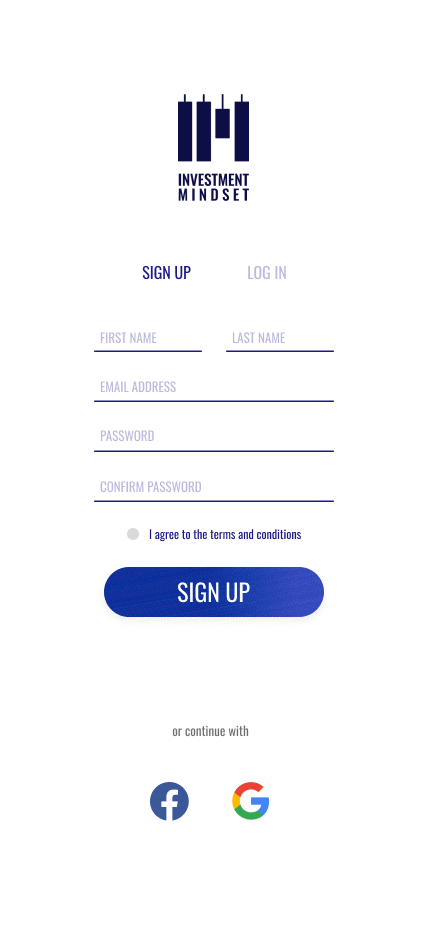 INVESTMENT
MINDSET
SIGN UP
LOG IN
FIRST NAME
LAST NAME
EMAIL ADDRESS
PASSWORD
CONFIRM PASSWORD
I agree to the terms and conditions
SIGN UP
or continue with